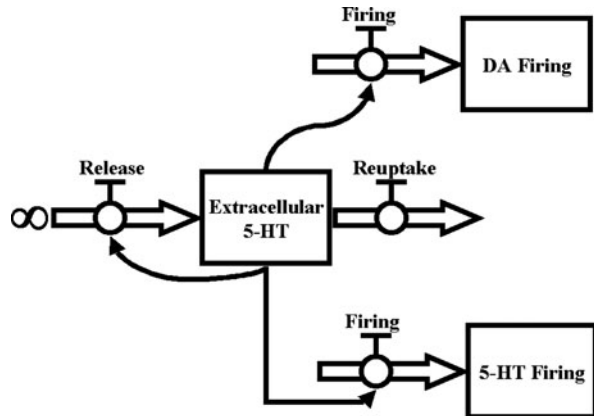 Firing
DA Firing
Release
Reuptake
∞
Extracellular
5-HT
Firing
5-HT Firing